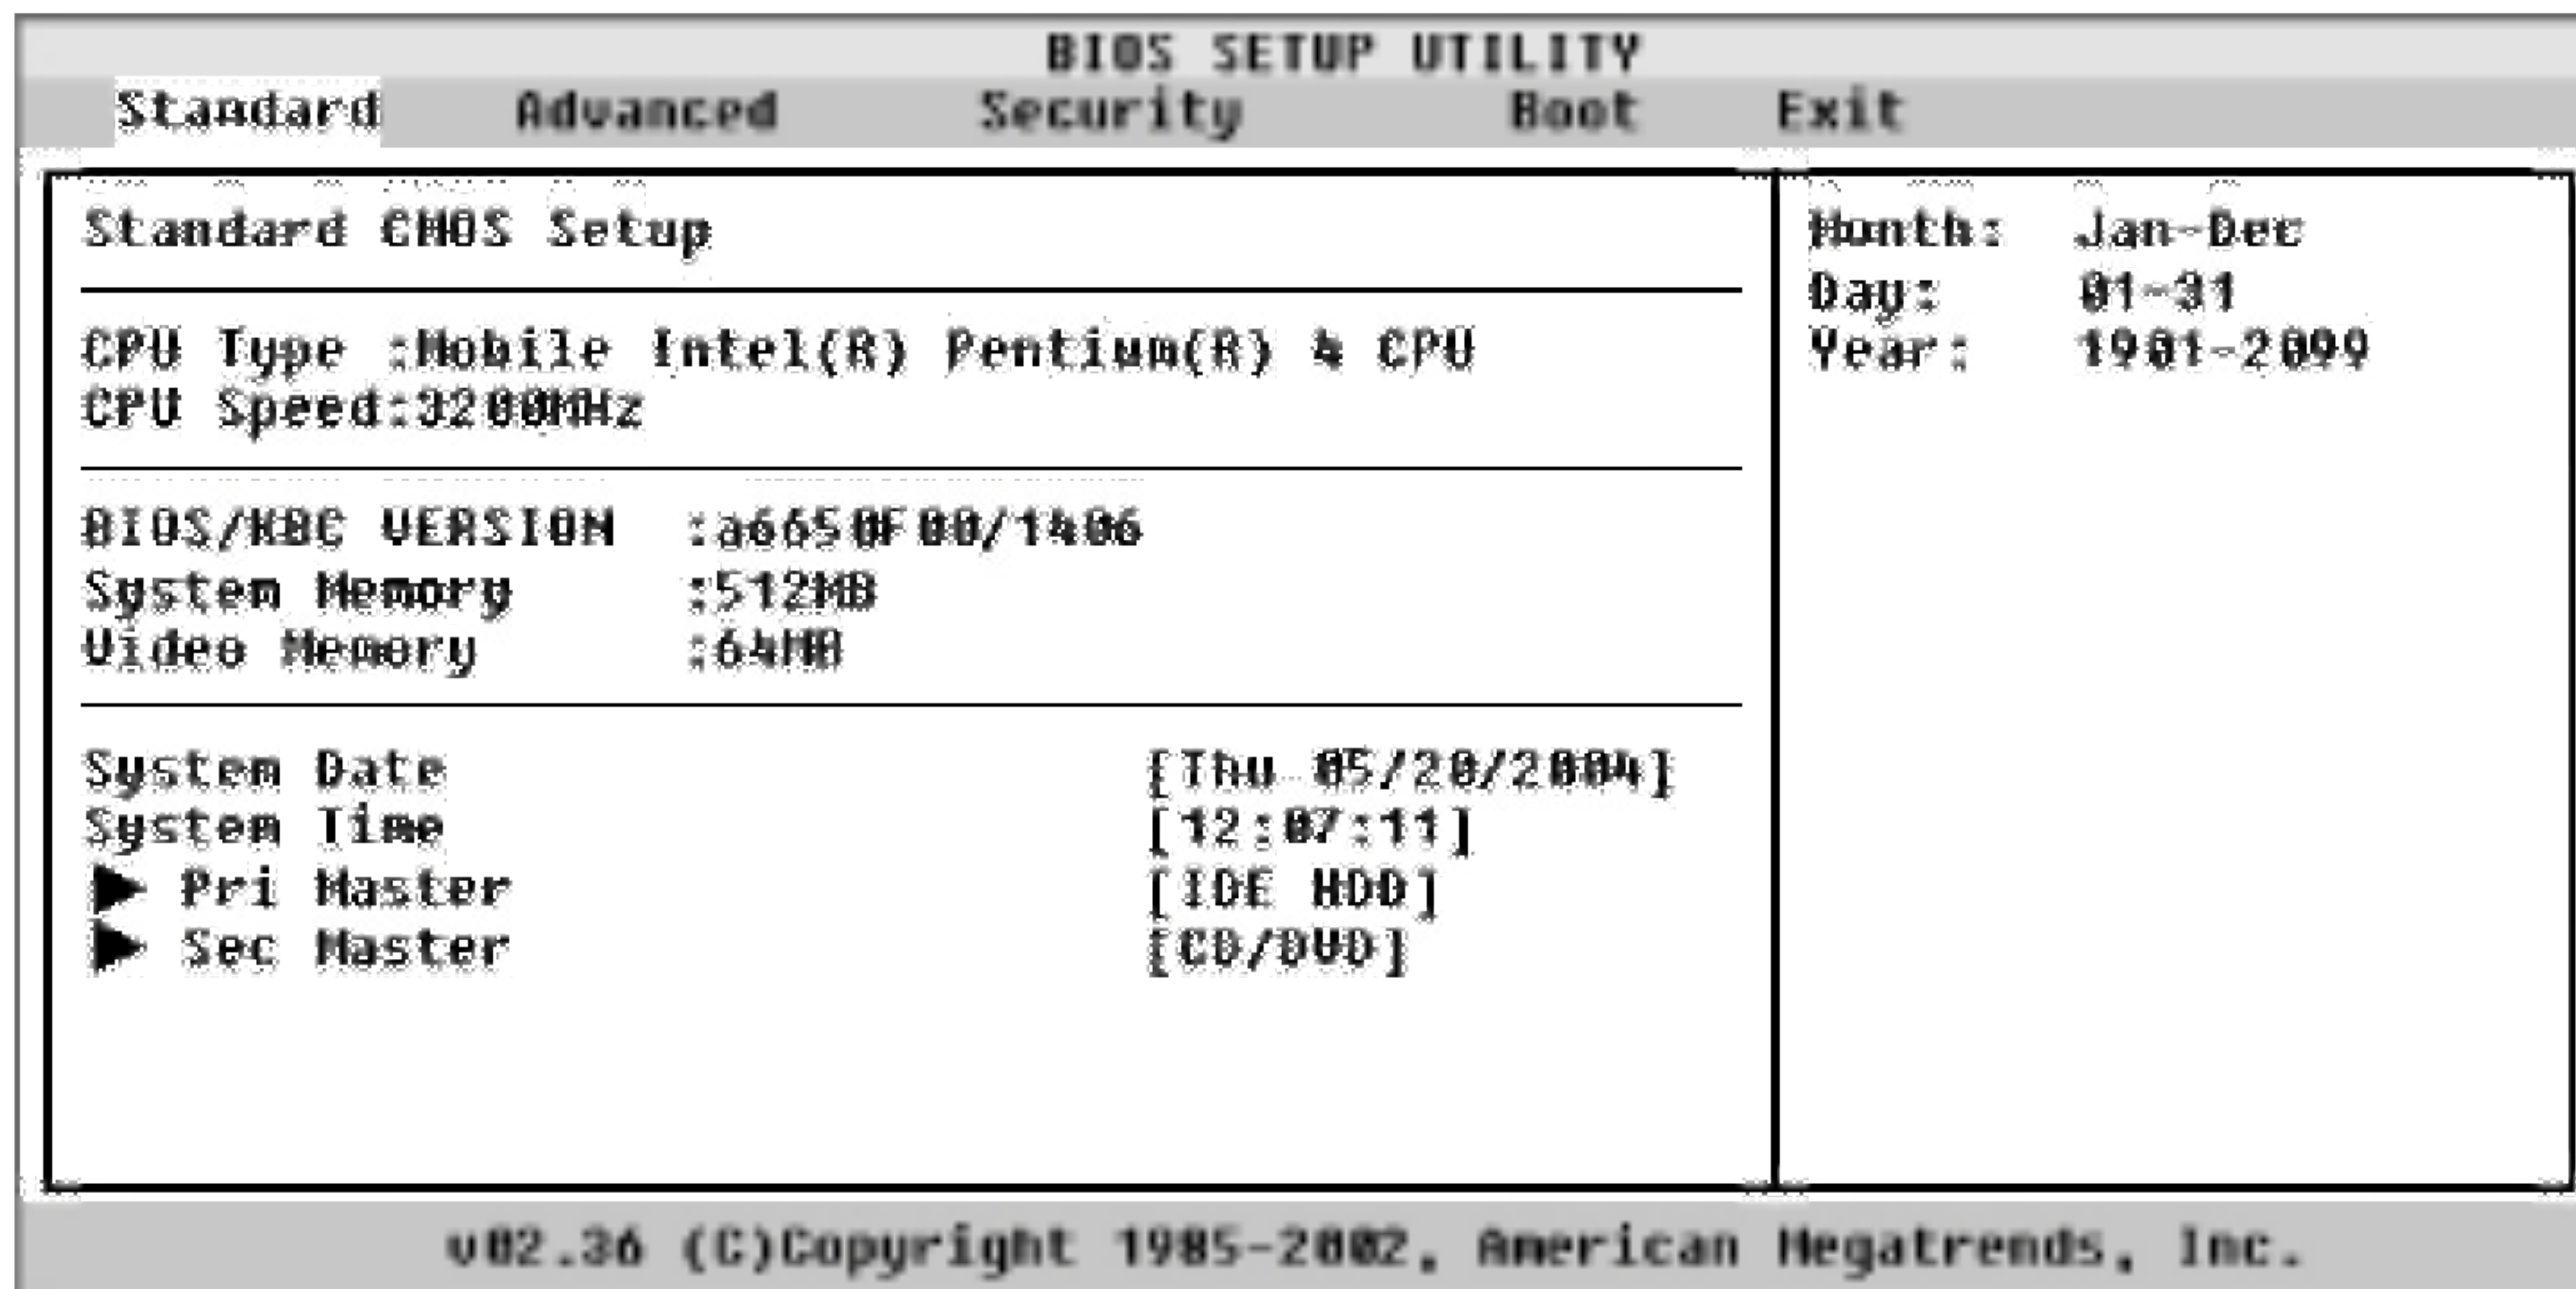 BIOS SETUP UTILITY
Standard Advanced Security Boot Exit
Standard CMOS Setup
CPU Type :Mobile Intel(R) Pentium(R) 4 CPU
CPU Speed:3200MHz
BIOS/KBC VERSION :a6650F00/1406
System Memory :512MB
Video Memory :64MB
System Date [Thu 05/20/2004]
System Time [12:07:11]
▶ Pri Master [IDE HDD]
▶ Sec Master [CD/DVD]
Month: Jan-Dec
Day: 01-31
Year: 1901-2099
v02.36 (C)Copyright 1985-2002, American Megatrends, Inc.